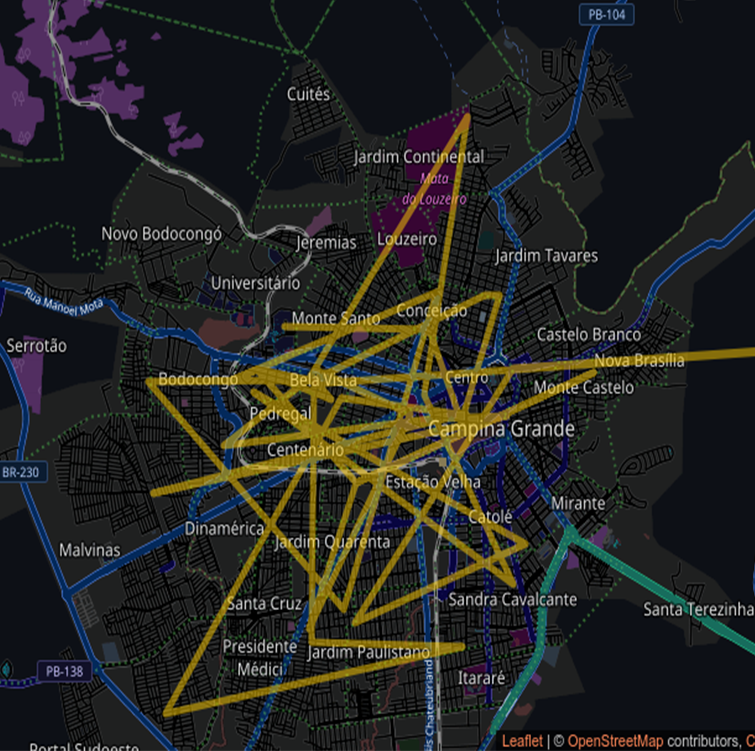 PB-104
Cuités
Jardim Continental
Mata
do Louzeiro
Novo Bodocongó
Jeremias
Louzeiro
Jardim Tavares
Universitário
Rua Manoel Mota
Monte Santo
Conceição
Castelo Branco
Serrotão
Nova Brasília
Bodocongó
Bela Vista
Centro
Monte Castelo
Pedregal
Campina Grande
Centenário
BR-230
Estação Velha
Mirante
Catolé
Dinamérica
Jardim Quarenta
Malvinas
Santa Cruz
Sandra Cavalcante
Santa Terezinha
Presidente
Médici
Jardim Paulistano
PB-138
Itararé
is Chateubriand
Portal Sudoeste
Leaflet | © OpenStreetMap contributors, C